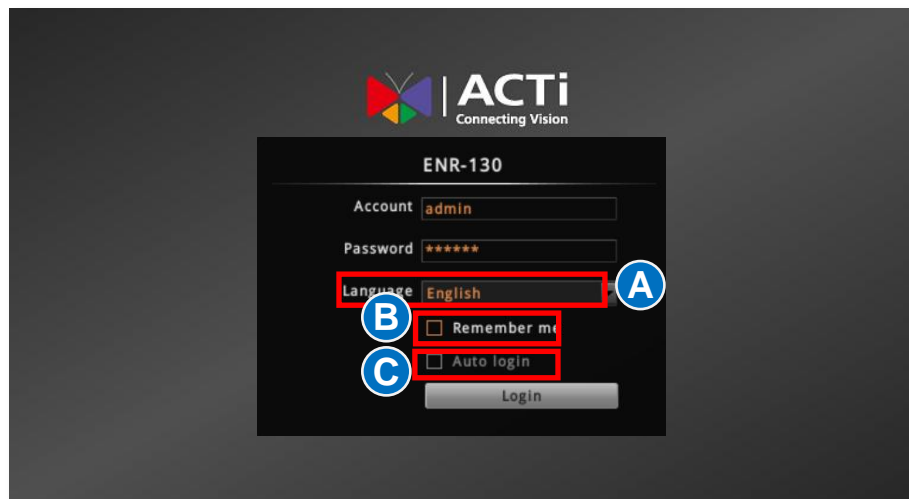 ACTi
Connecting Vision
ENR-130
Account admin
Password ******
Language English A
B Remember me
C Auto login
Login